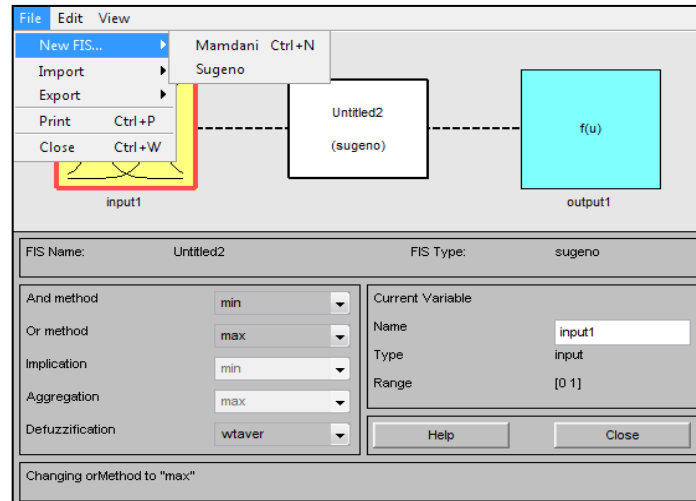 File Edit View
New FIS...
Mamdani Ctrl+N
Import
Sugeno
Export
Print Ctrl+P
Close Ctrl+W
Untitled2
(sugeno)
f(u)
input1
output1
FIS Name: Untitled2 FIS Type: sugeno
And method min
Or method max
Implication min
Aggregation max
Defuzzification wtaver
Current Variable
Name input1
Type input
Range [0 1]
Help Close
Changing orMethod to "max"